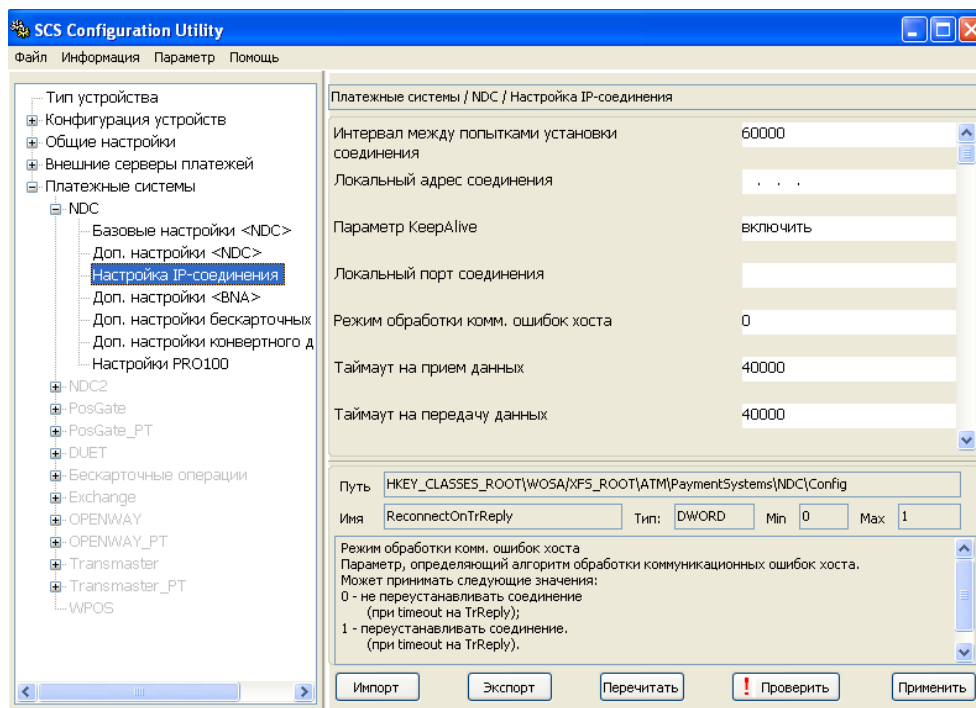 SCS Configuration Utility
Файл Информация Параметр Помощь
Тип устройства
Конфигурация устройств
Общие настройки
Внешние серверы платежей
Платежные системы
NDC
Базовые настройки <NDC>
Доп. настройки <NDC>
Настройка IP-соединения
Доп. настройки <BNA>
Доп. настройки бескарточных
Доп. настройки конвертного д
Настройки PRO100
NDC2
PosGate
PosGate_PT
DUET
Бескарточные операции
Exchange
OPENWAY
OPENWAY_PT
Transmaster
Transmaster_PT
WPOS
Платежные системы / NDC / Настройка IP-соединения
Интервал между попытками установки соединения 60000
Локальный адрес соединения . . .
Параметр KeepAlive включить
Локальный порт соединения
Режим обработки комм. ошибок хоста 0
Таймаут на прием данных 40000
Таймаут на передачу данных 40000
Путь HKEY_CLASSES_ROOT\WOSA/XFS_ROOT\ATM\PaymentSystems\NDC\Config
Имя ReconnectOnTrReply Тип: DWORD Min 0 Max 1
Режим обработки комм. ошибок хоста
Параметр, определяющий алгоритм обработки коммуникационных ошибок хоста.
Может принимать следующие значения:
0 - не переустанавливать соединение
(при timeout на TrReply);
1 - переустанавливать соединение.
(при timeout на TrReply).
Импорт Экспорт Перечитать ! Проверить Применить